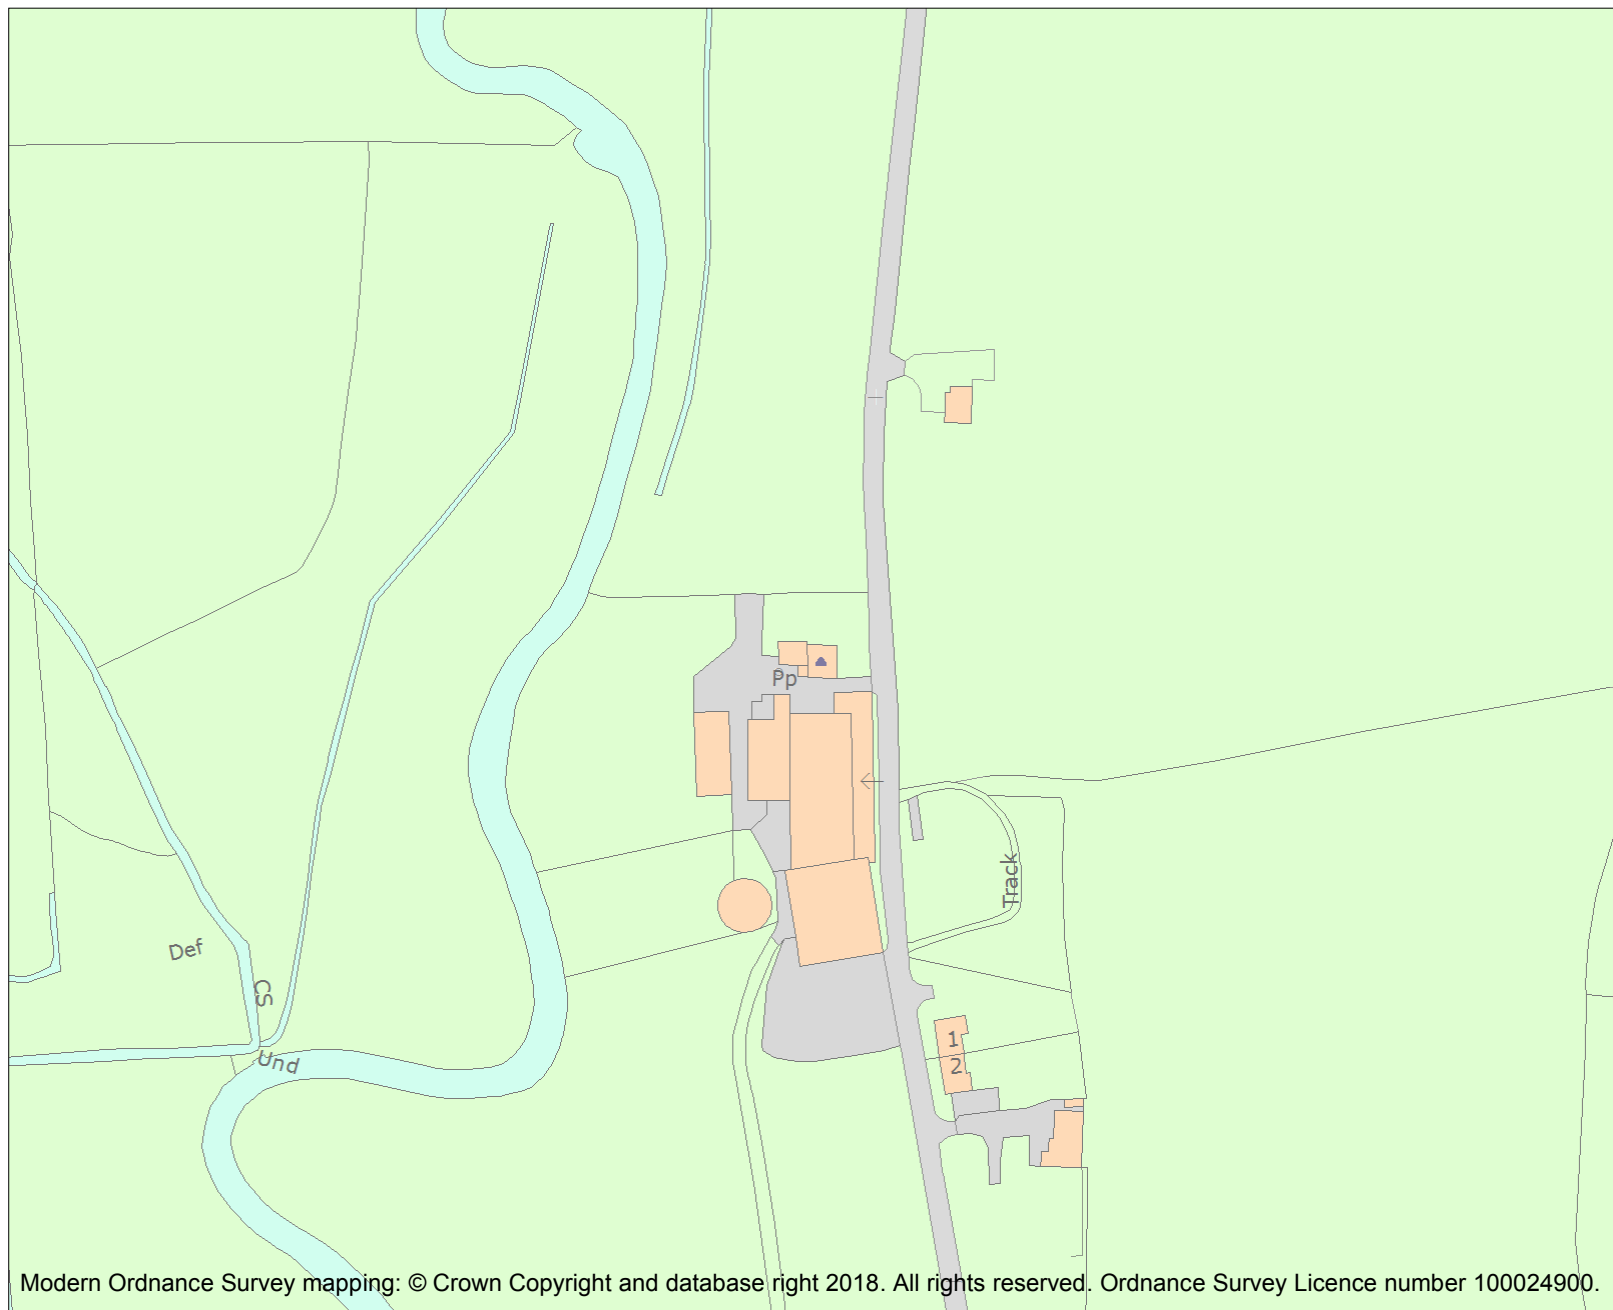 Pp
Track
Def
CS
1
Und
2
Modern Ordnance Survey mapping: © Crown Copyright and database right 2018. All rights reserved. Ordnance Survey Licence number 100024900.